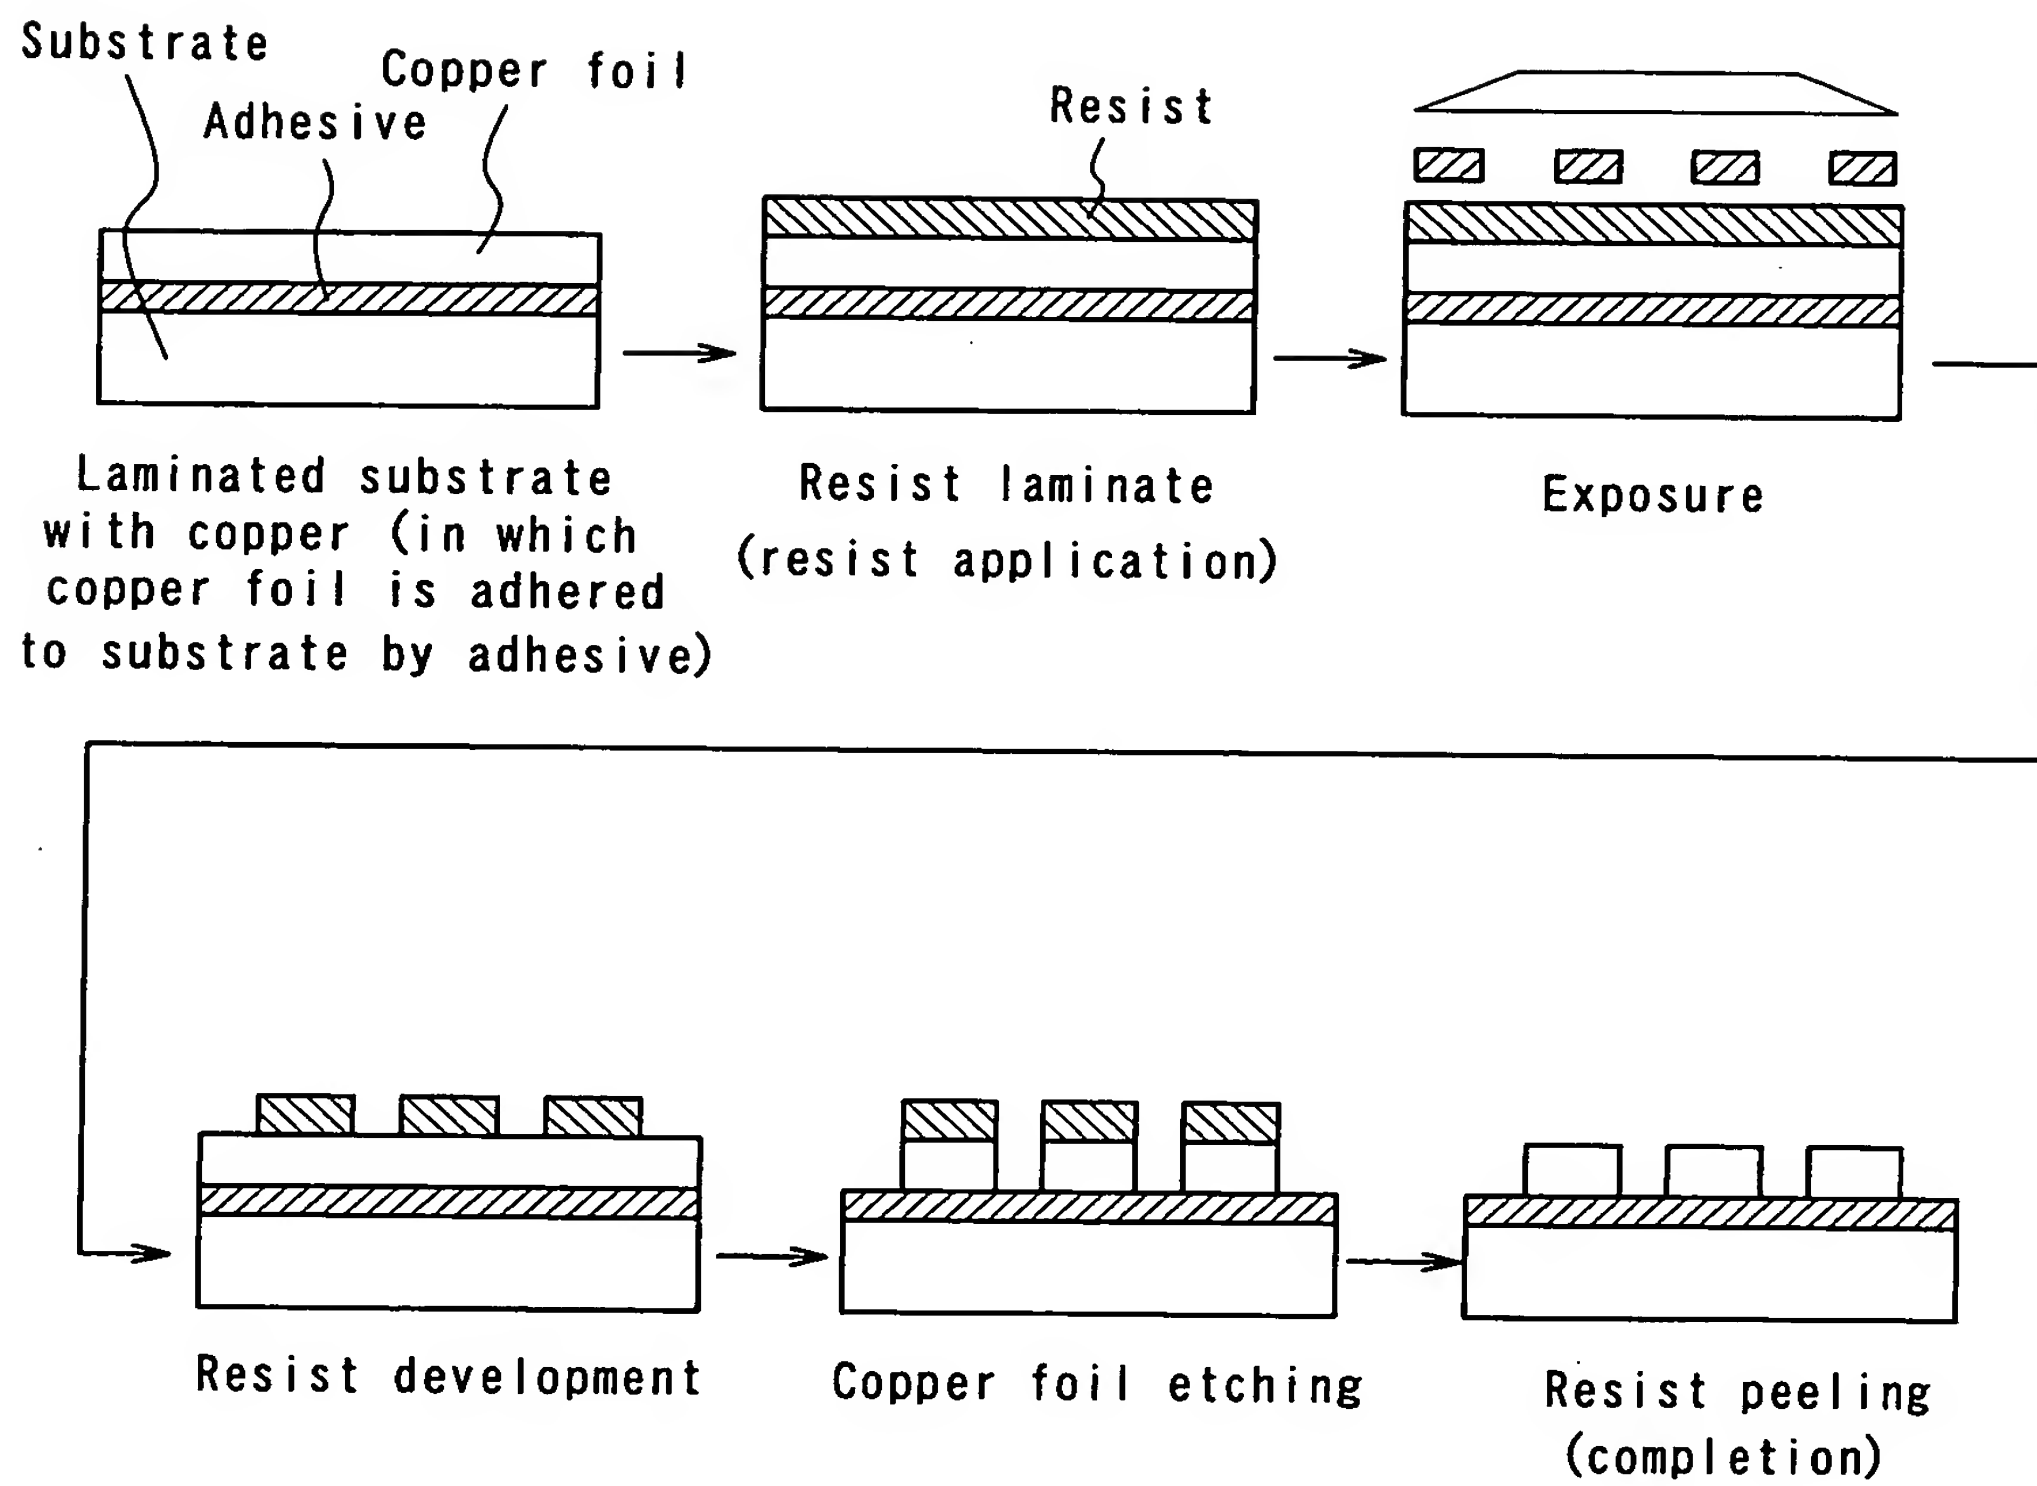 Substrate
Copper foil
Adhesive
Resist
Laminated substrate
with copper (in which
copper foil is adhered
to substrate by adhesive)
Resist laminate
(resist application)
Exposure
Resist development
Copper foil etching
Resist peeling
(completion)